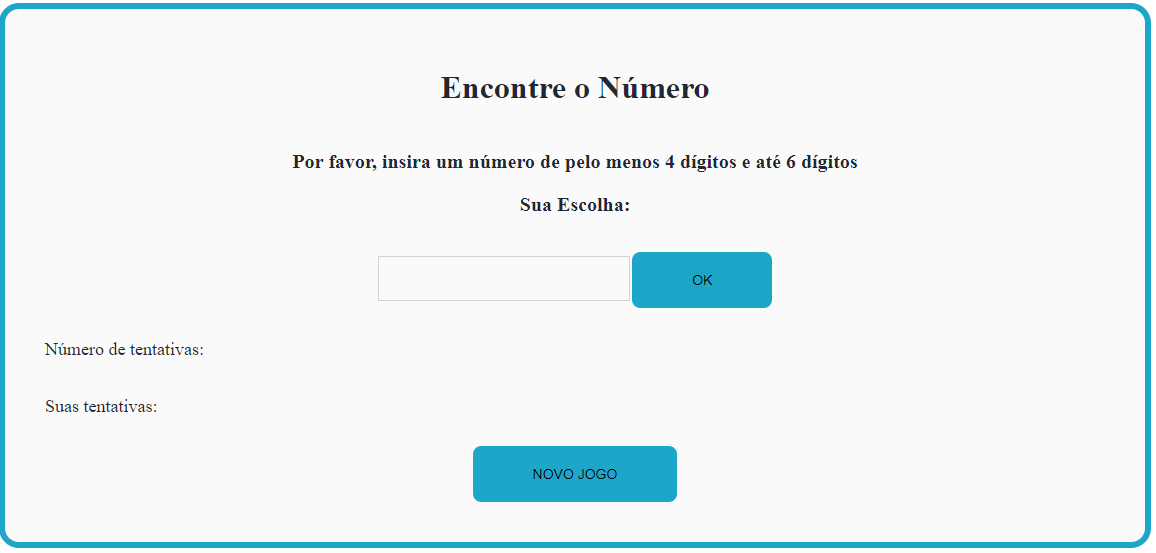 Encontre o Número
Por favor, insira um número de pelo menos 4 dígitos e até 6 dígitos
Sua Escolha:
OK
Número de tentativas:
Suas tentativas:
NOVO JOGO